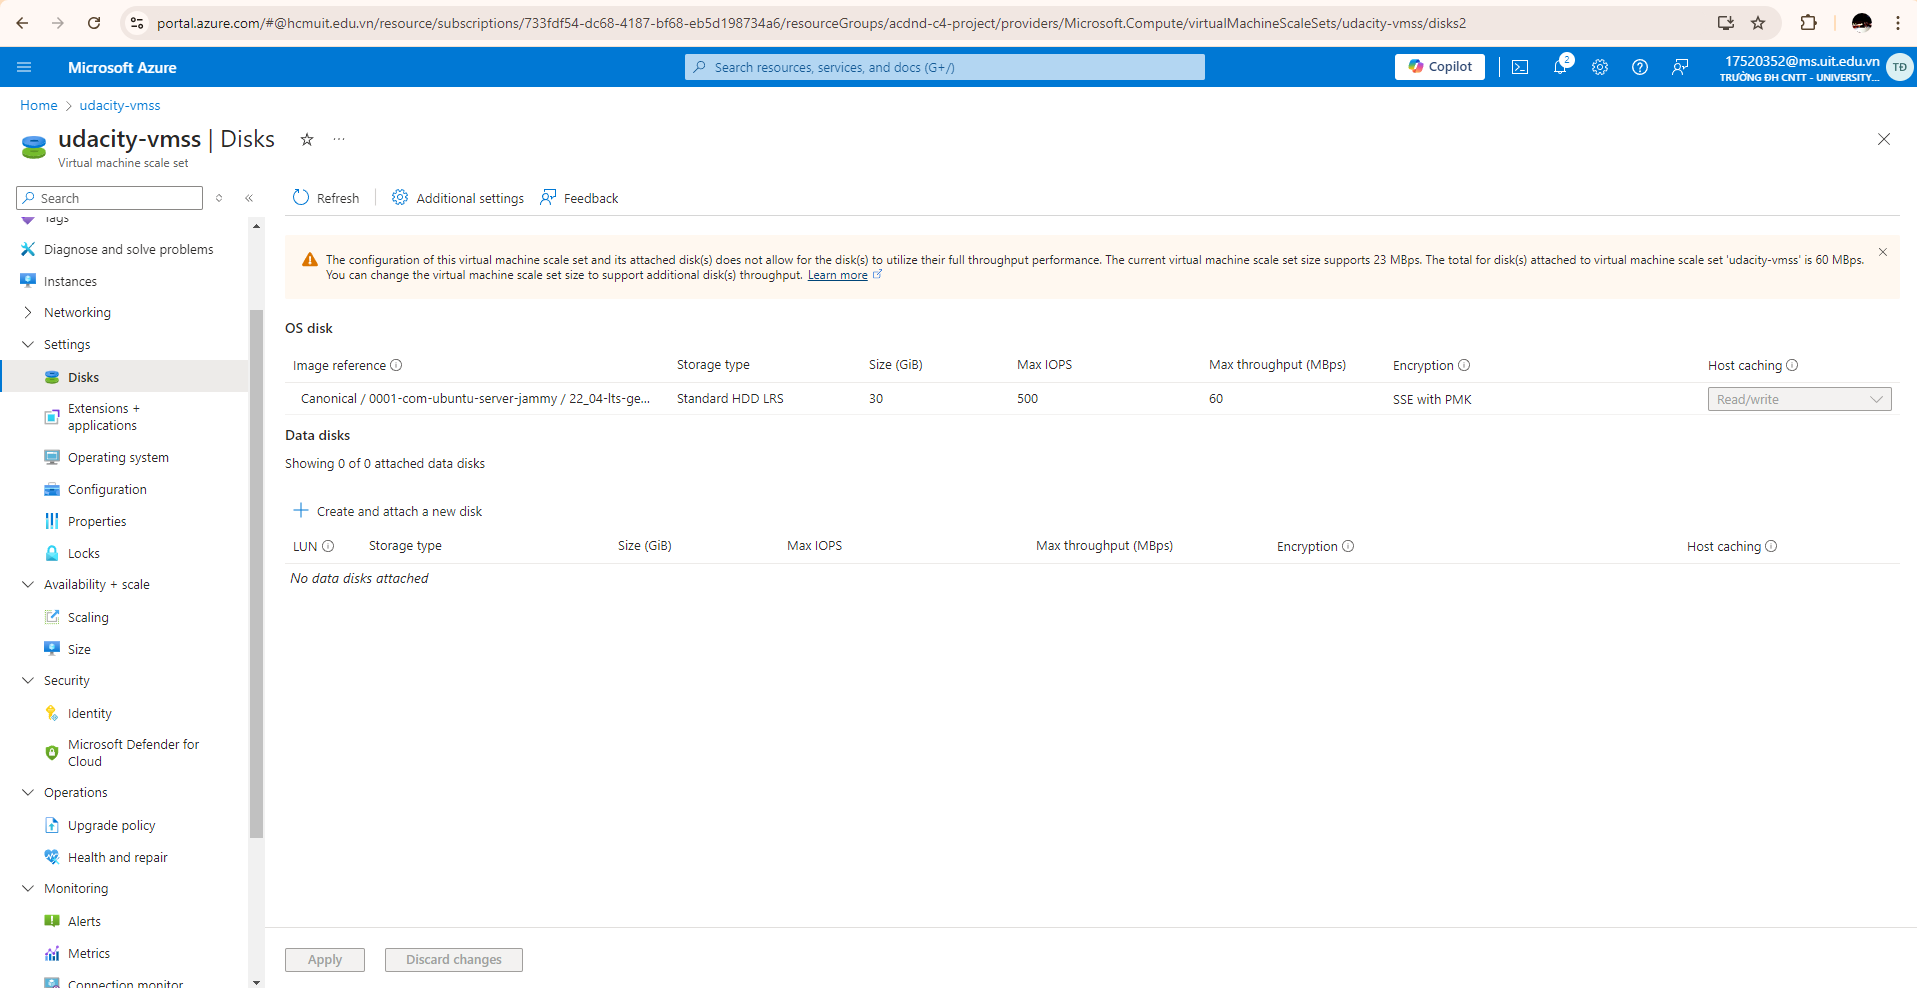 portal.azure.com/#@hcmuit.edu.vn/resource/subscriptions/733fdf54-dc68-4187-bf68-eb5d198734a6/resourceGroups/acdnd-c4-project/providers/Microsoft.Compute/virtualMachineScaleSets/udacity-vmss/disks2
Microsoft Azure
Search resources, services, and docs (G+/)
Copilot
2
17520352@ms.uit.edu.vn
TRƯỜNG ĐH CNTT - UNIVERSITY...
TĐ
Home
udacity-vmss
udacity-vmss | Disks
Virtual machine scale set
Search
Tags
Diagnose and solve problems
Instances
Networking
Settings
Disks
Extensions +
applications
Operating system
Configuration
Properties
Locks
Availability + scale
Scaling
Size
Security
Identity
Microsoft Defender for
Cloud
Operations
Upgrade policy
Health and repair
Monitoring
Alerts
Metrics
Connection monitor
Refresh
Additional settings
Feedback
The configuration of this virtual machine scale set and its attached disk(s) does not allow for the disk(s) to utilize their full throughput performance. The current virtual machine scale set size supports 23 MBps. The total for disk(s) attached to virtual machine scale set 'udacity-vmss' is 60 MBps.
You can change the virtual machine scale set size to support additional disk(s) throughput. Learn more
OS disk
Image reference Storage type Size (GiB) Max IOPS Max throughput (MBps) Encryption Host caching
Canonical / 0001-com-ubuntu-server-jammy / 22_04-lts-ge... Standard HDD LRS 30 500 60 SSE with PMK Read/write
Data disks
Showing 0 of 0 attached data disks
Create and attach a new disk
LUN Storage type Size (GiB) Max IOPS Max throughput (MBps) Encryption Host caching
No data disks attached
Apply
Discard changes